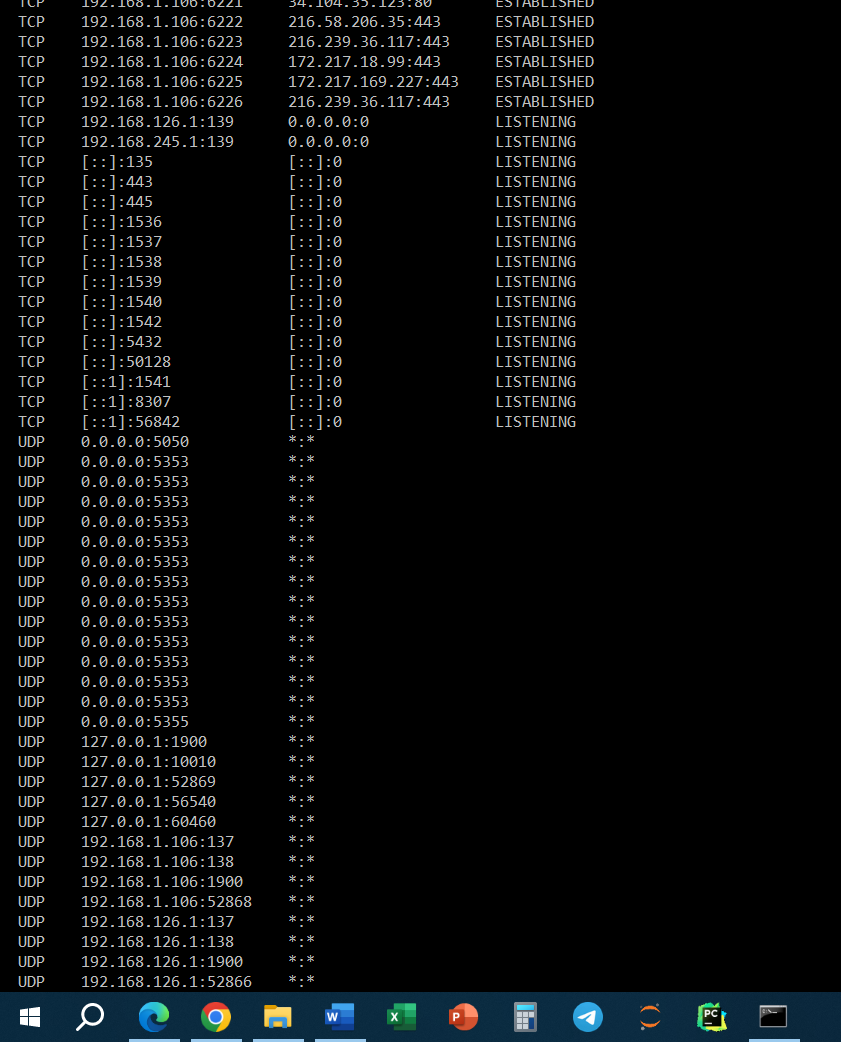 TCP 192.168.1.106:6221 34.104.35.123:80 ESTABLISHED
TCP 192.168.1.106:6222 216.58.206.35:443 ESTABLISHED
TCP 192.168.1.106:6223 216.239.36.117:443 ESTABLISHED
TCP 192.168.1.106:6224 172.217.18.99:443 ESTABLISHED
TCP 192.168.1.106:6225 172.217.169.227:443 ESTABLISHED
TCP 192.168.1.106:6226 216.239.36.117:443 ESTABLISHED
TCP 192.168.126.1:139 0.0.0.0:0 LISTENING
TCP 192.168.245.1:139 0.0.0.0:0 LISTENING
TCP [::]:135 [::]:0 LISTENING
TCP [::]:443 [::]:0 LISTENING
TCP [::]:445 [::]:0 LISTENING
TCP [::]:1536 [::]:0 LISTENING
TCP [::]:1537 [::]:0 LISTENING
TCP [::]:1538 [::]:0 LISTENING
TCP [::]:1539 [::]:0 LISTENING
TCP [::]:1540 [::]:0 LISTENING
TCP [::]:1542 [::]:0 LISTENING
TCP [::]:5432 [::]:0 LISTENING
TCP [::]:50128 [::]:0 LISTENING
TCP [::1]:1541 [::]:0 LISTENING
TCP [::1]:8307 [::]:0 LISTENING
TCP [::1]:56842 [::]:0 LISTENING
UDP 0.0.0.0:5050 *:*
UDP 0.0.0.0:5353 *:*
UDP 0.0.0.0:5353 *:*
UDP 0.0.0.0:5353 *:*
UDP 0.0.0.0:5353 *:*
UDP 0.0.0.0:5353 *:*
UDP 0.0.0.0:5353 *:*
UDP 0.0.0.0:5353 *:*
UDP 0.0.0.0:5353 *:*
UDP 0.0.0.0:5353 *:*
UDP 0.0.0.0:5353 *:*
UDP 0.0.0.0:5353 *:*
UDP 0.0.0.0:5353 *:*
UDP 0.0.0.0:5353 *:*
UDP 0.0.0.0:5355 *:*
UDP 127.0.0.1:1900 *:*
UDP 127.0.0.1:10010 *:*
UDP 127.0.0.1:52869 *:*
UDP 127.0.0.1:56540 *:*
UDP 127.0.0.1:60460 *:*
UDP 192.168.1.106:137 *:*
UDP 192.168.1.106:138 *:*
UDP 192.168.1.106:1900 *:*
UDP 192.168.1.106:52868 *:*
UDP 192.168.126.1:137 *:*
UDP 192.168.126.1:138 *:*
UDP 192.168.126.1:1900 *:*
UDP 192.168.126.1:52866 *:*
W X P PC